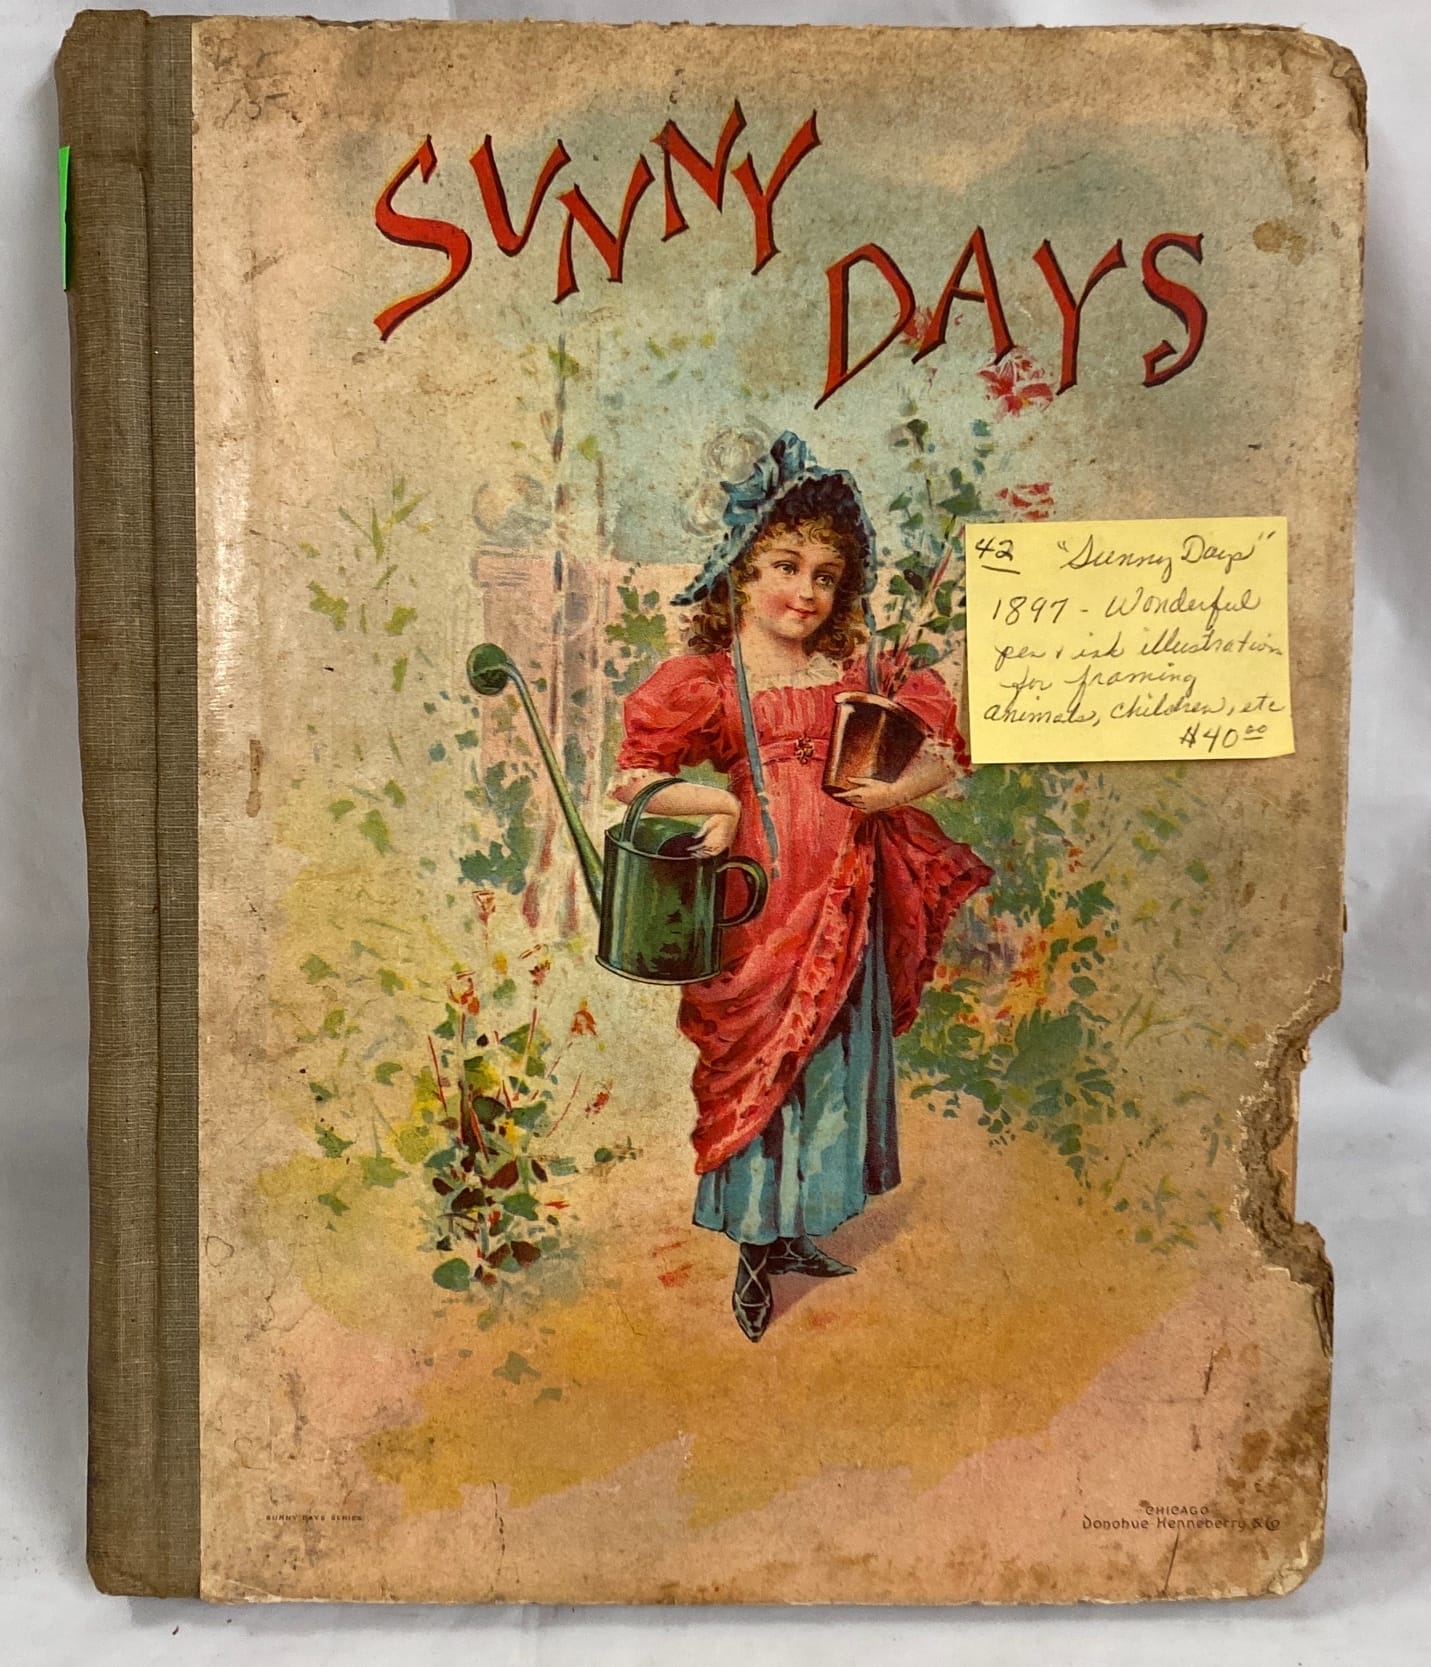 SUNNY
DAYS
42 "Sunny Days"
1897 - Wonderful
pen & ink illustrations
for framing
animals, children, etc
$40.00
SUNNY DAYS SERIES
CHICAGO
Donohue Henneberry & Co